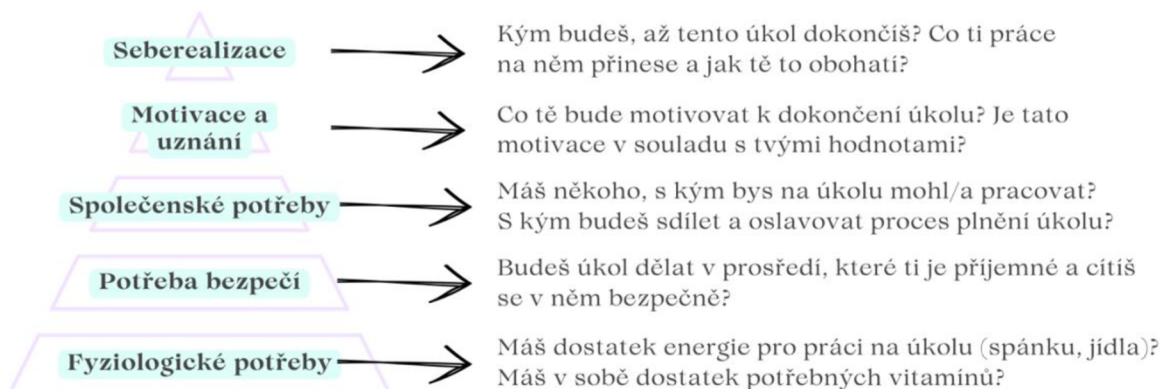 Seberealizace
Kým budeš, až tento úkol dokončíš? Co ti práce
na něm přinese a jak tě to obohatí?
Motivace a
uznání
Co tě bude motivovat k dokončení úkolu? Je tato
motivace v souladu s tvými hodnotami?
Společenské potřeby
Máš někoho, s kým bys na úkolu mohl/a pracovat?
S kým budeš sdílet a oslavovat proces plnění úkolu?
Potřeba bezpečí
Budeš úkol dělat v prosředí, které ti je příjemné a cítíš
se v něm bezpečně?
Fyziologické potřeby
Máš dostatek energie pro práci na úkolu (spánku, jídla)?
Máš v sobě dostatek potřebných vitamínů?